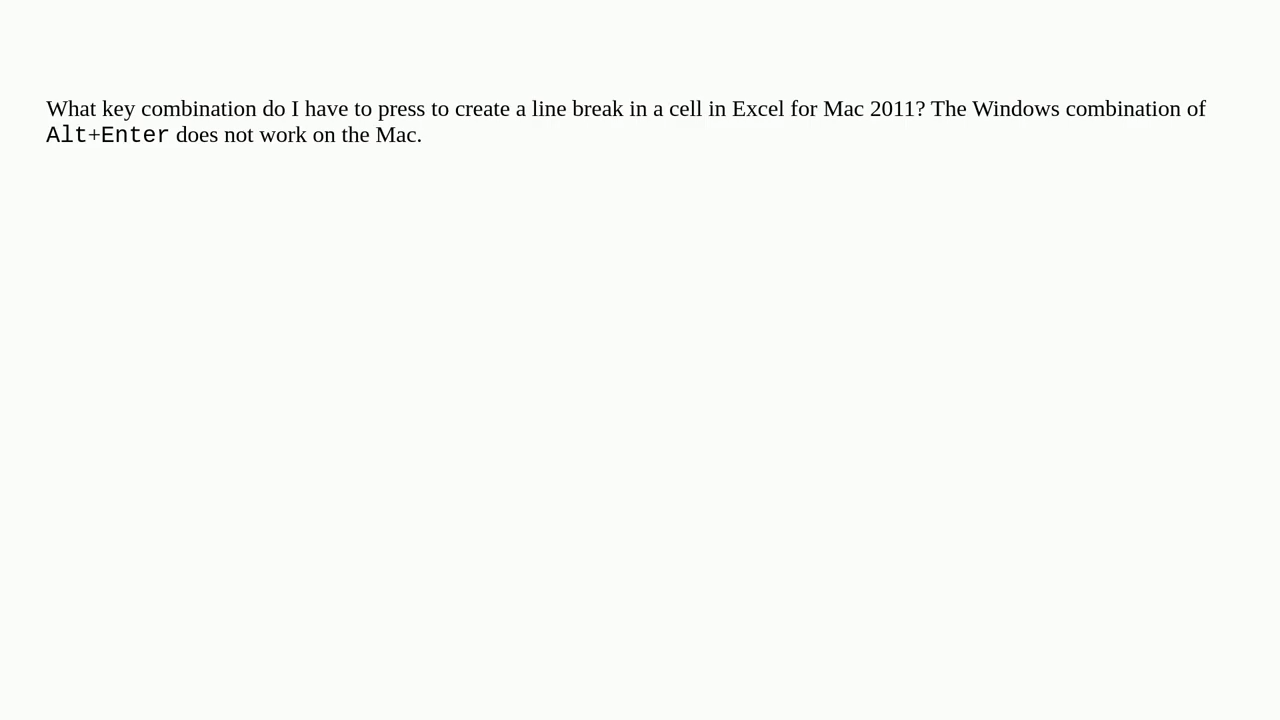 What key combination do I have to press to create a line break in a cell in Excel for Mac 2011? The Windows combination of
Alt+Enter does not work on the Mac.